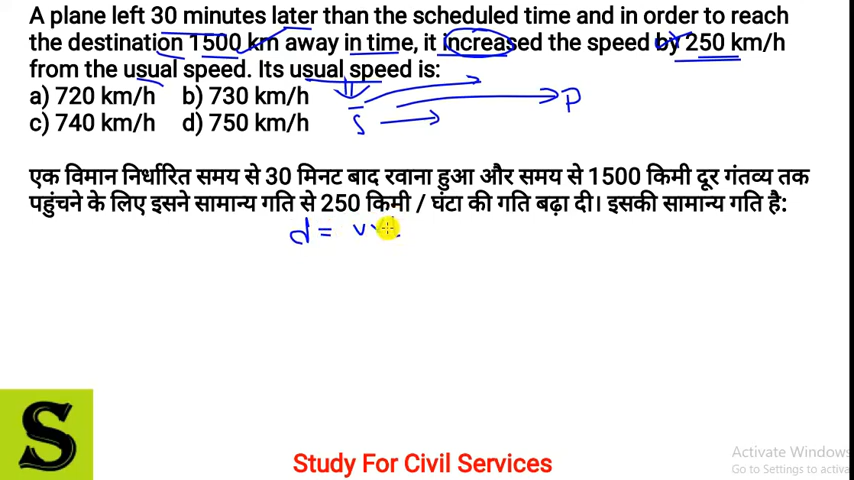 A plane left 30 minutes later than the scheduled time and in order to reach
the destination 1500 km away in time, it increased the speed by 250 km/h
from the usual speed. Its usual speed is:
a) 720 km/h b) 730 km/h
c) 740 km/h d) 750 km/h
S P
एक विमान निर्धारित समय से 30 मिनट बाद रवाना हुआ और समय से 1500 किमी दूर गंतव्य तक
पहुंचने के लिए इसने सामान्य गति से 250 किमी / घंटा की गति बढ़ा दी। इसकी सामान्य गति है:
d = v
S
Study For Civil Services
Activate Windows
Go to Settings to activa